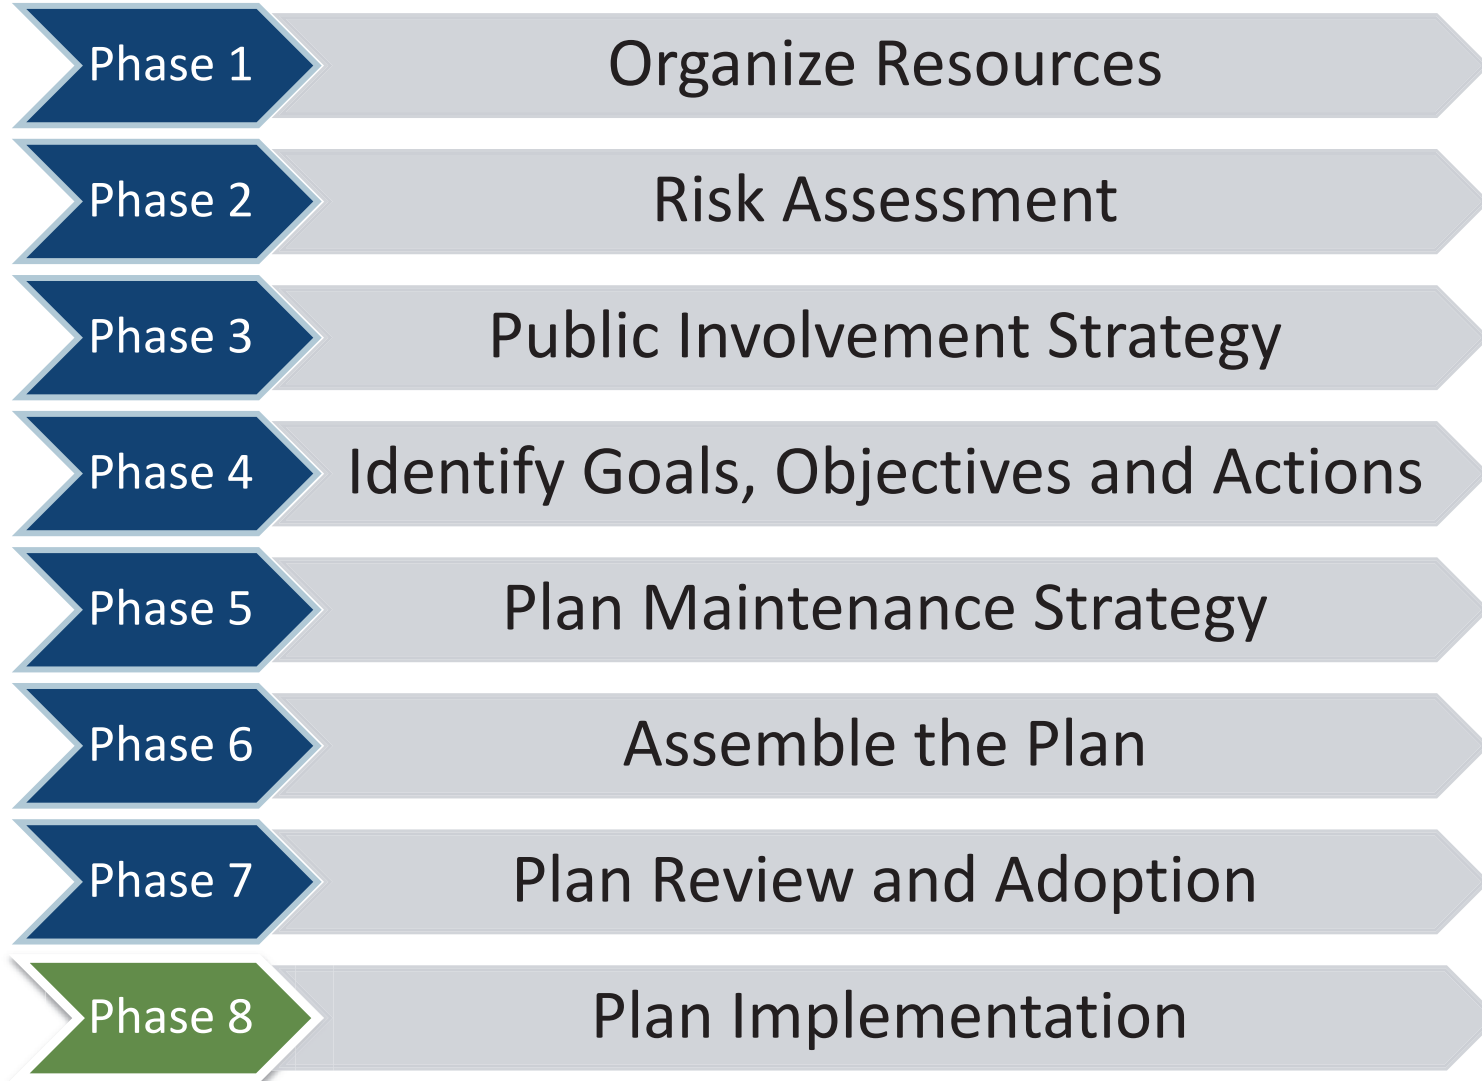 Phase 1 Organize Resources
Phase 2 Risk Assessment
Phase 3 Public Involvement Strategy
Phase 4 Identify Goals, Objectives and Actions
Phase 5 Plan Maintenance Strategy
Phase 6 Assemble the Plan
Phase 7 Plan Review and Adoption
Phase 8 Plan Implementation